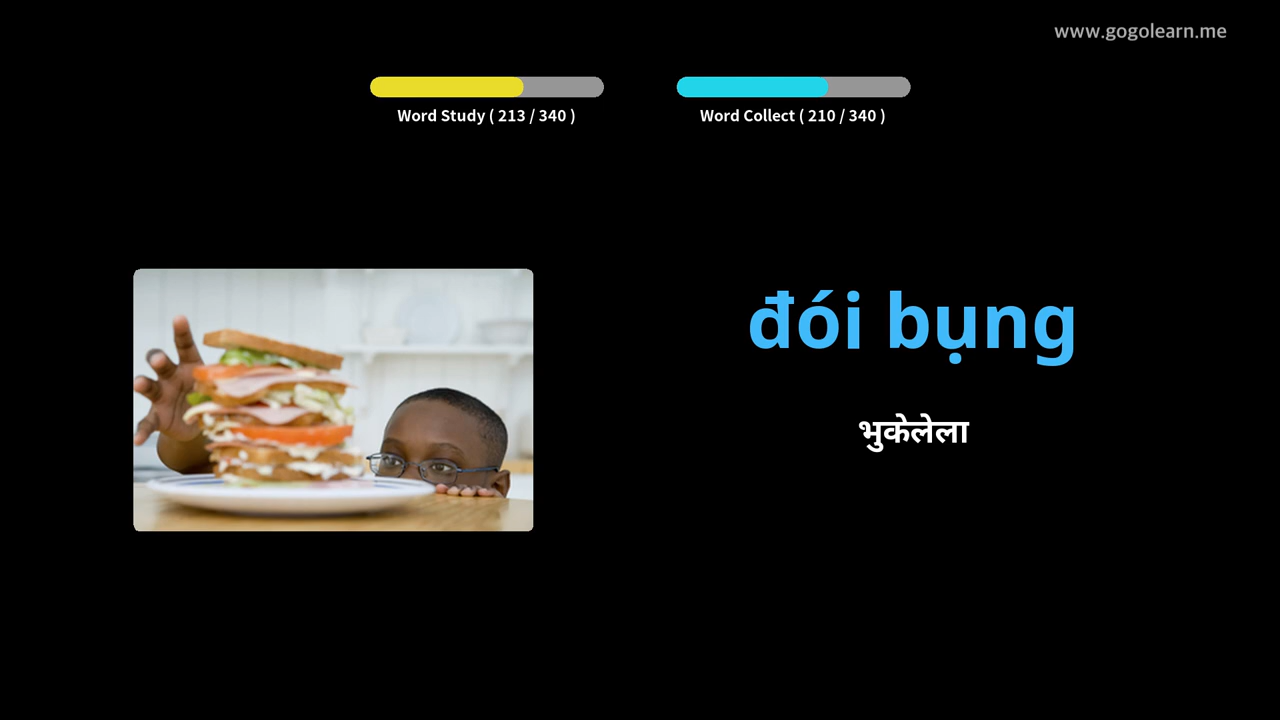 www.gogolearn.me
Word Study ( 213 / 340 )
Word Collect ( 210 / 340 )
đói bụng
भुकेलेला